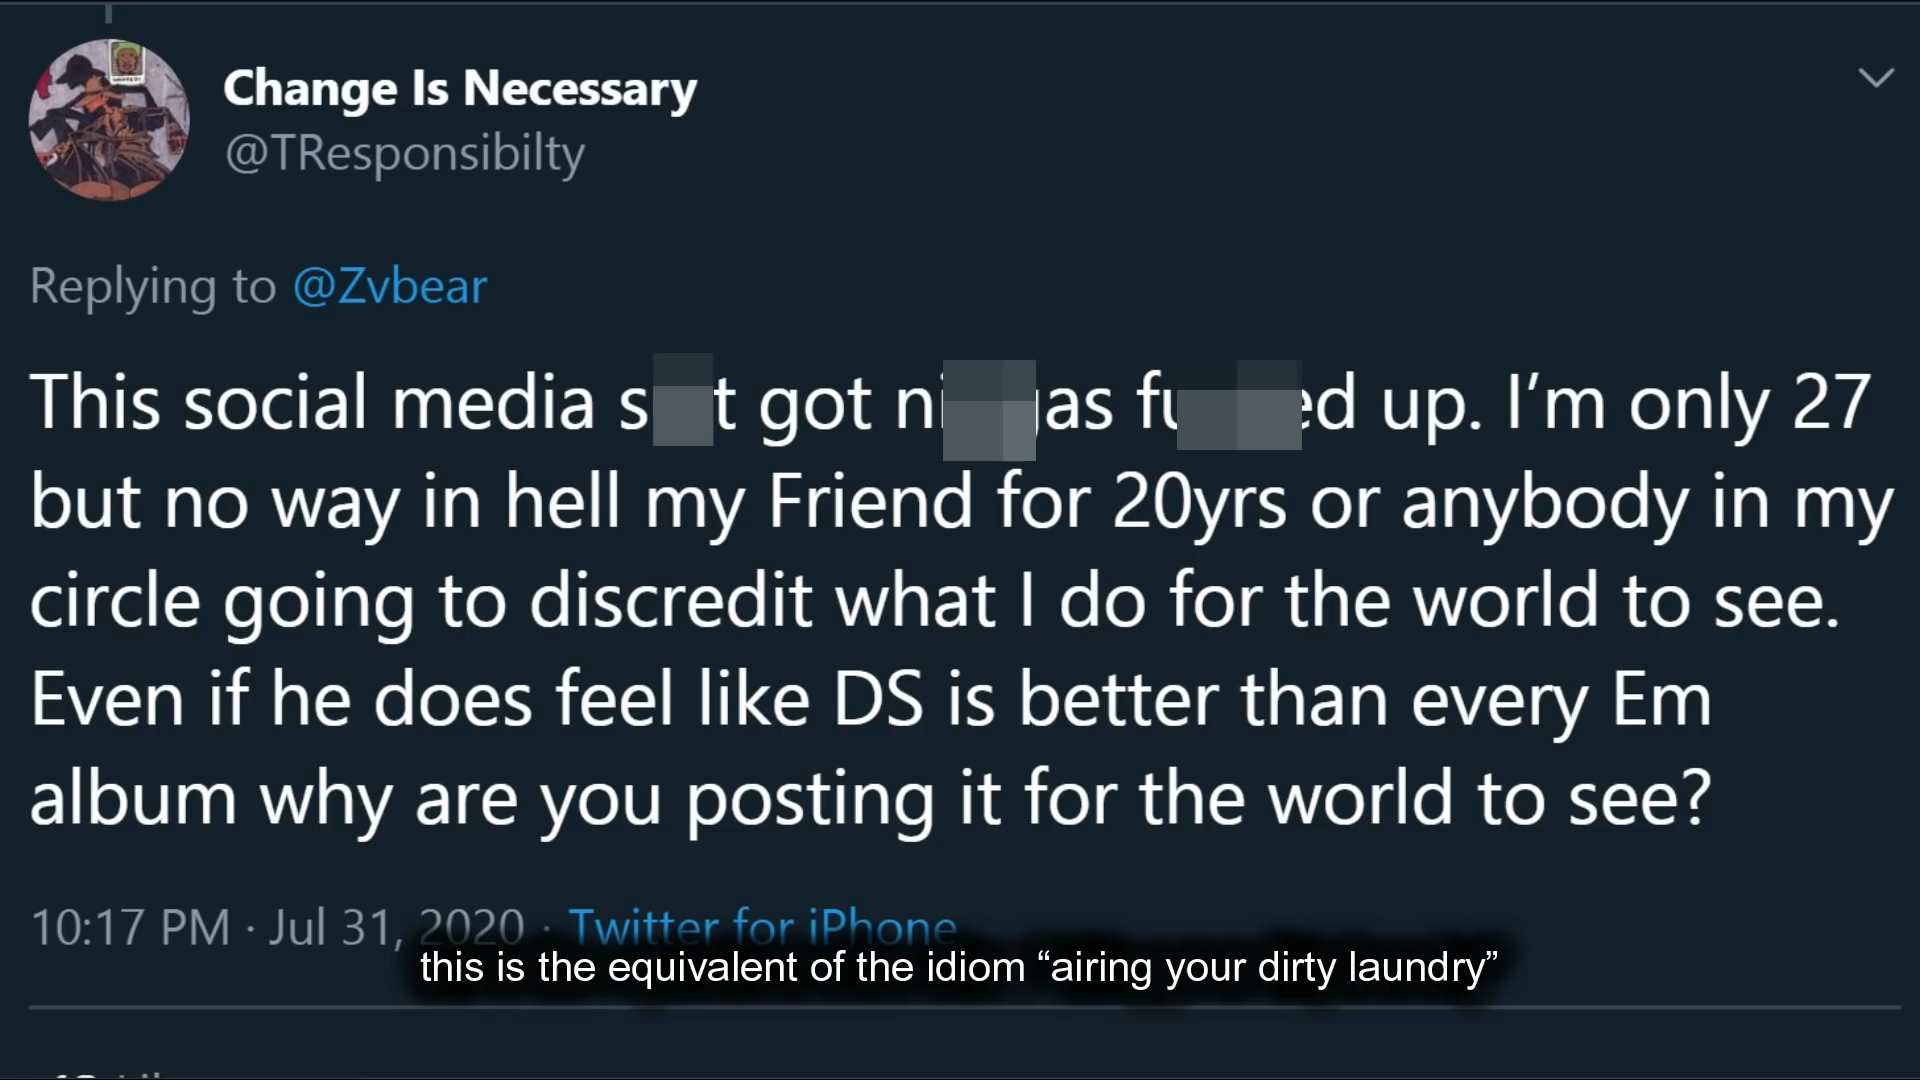 Change Is Necessary
@TResponsibilty
Replying to @Zvbear
This social media s t got ni as fu ed up. I’m only 27
but no way in hell my Friend for 20yrs or anybody in my
circle going to discredit what I do for the world to see.
Even if he does feel like DS is better than every Em
album why are you posting it for the world to see?
10:17 PM · Jul 31, 2020 · Twitter for iPhone
this is the equivalent of the idiom “airing your dirty laundry”